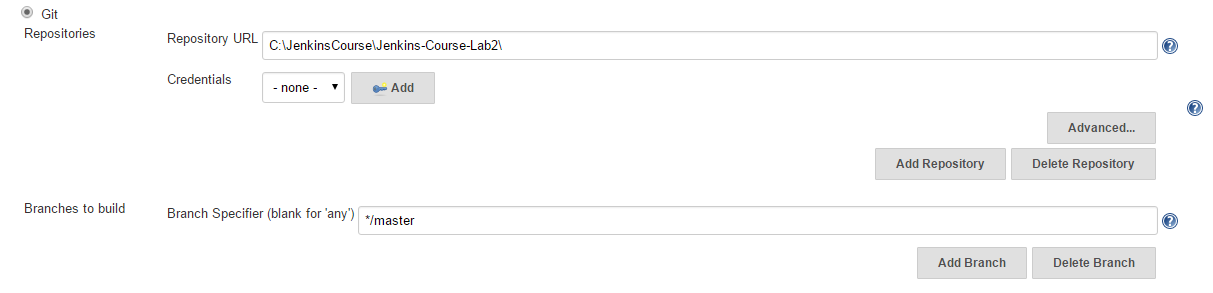 Git
Repositories
Repository URL C:\JenkinsCourse\Jenkins-Course-Lab2\ ?
Credentials - none - Add
?
Advanced...
Add Repository Delete Repository
Branches to build Branch Specifier (blank for 'any') */master ?
Add Branch Delete Branch